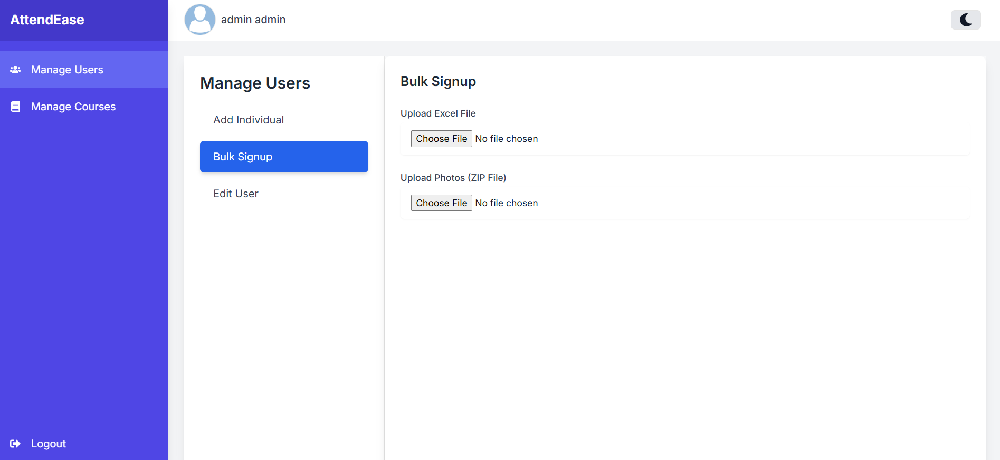 AttendEase
admin admin
Manage Users
Manage Courses
Logout
Manage Users
Add Individual
Bulk Signup
Edit User
Bulk Signup
Upload Excel File
Choose File No file chosen
Upload Photos (ZIP File)
Choose File No file chosen